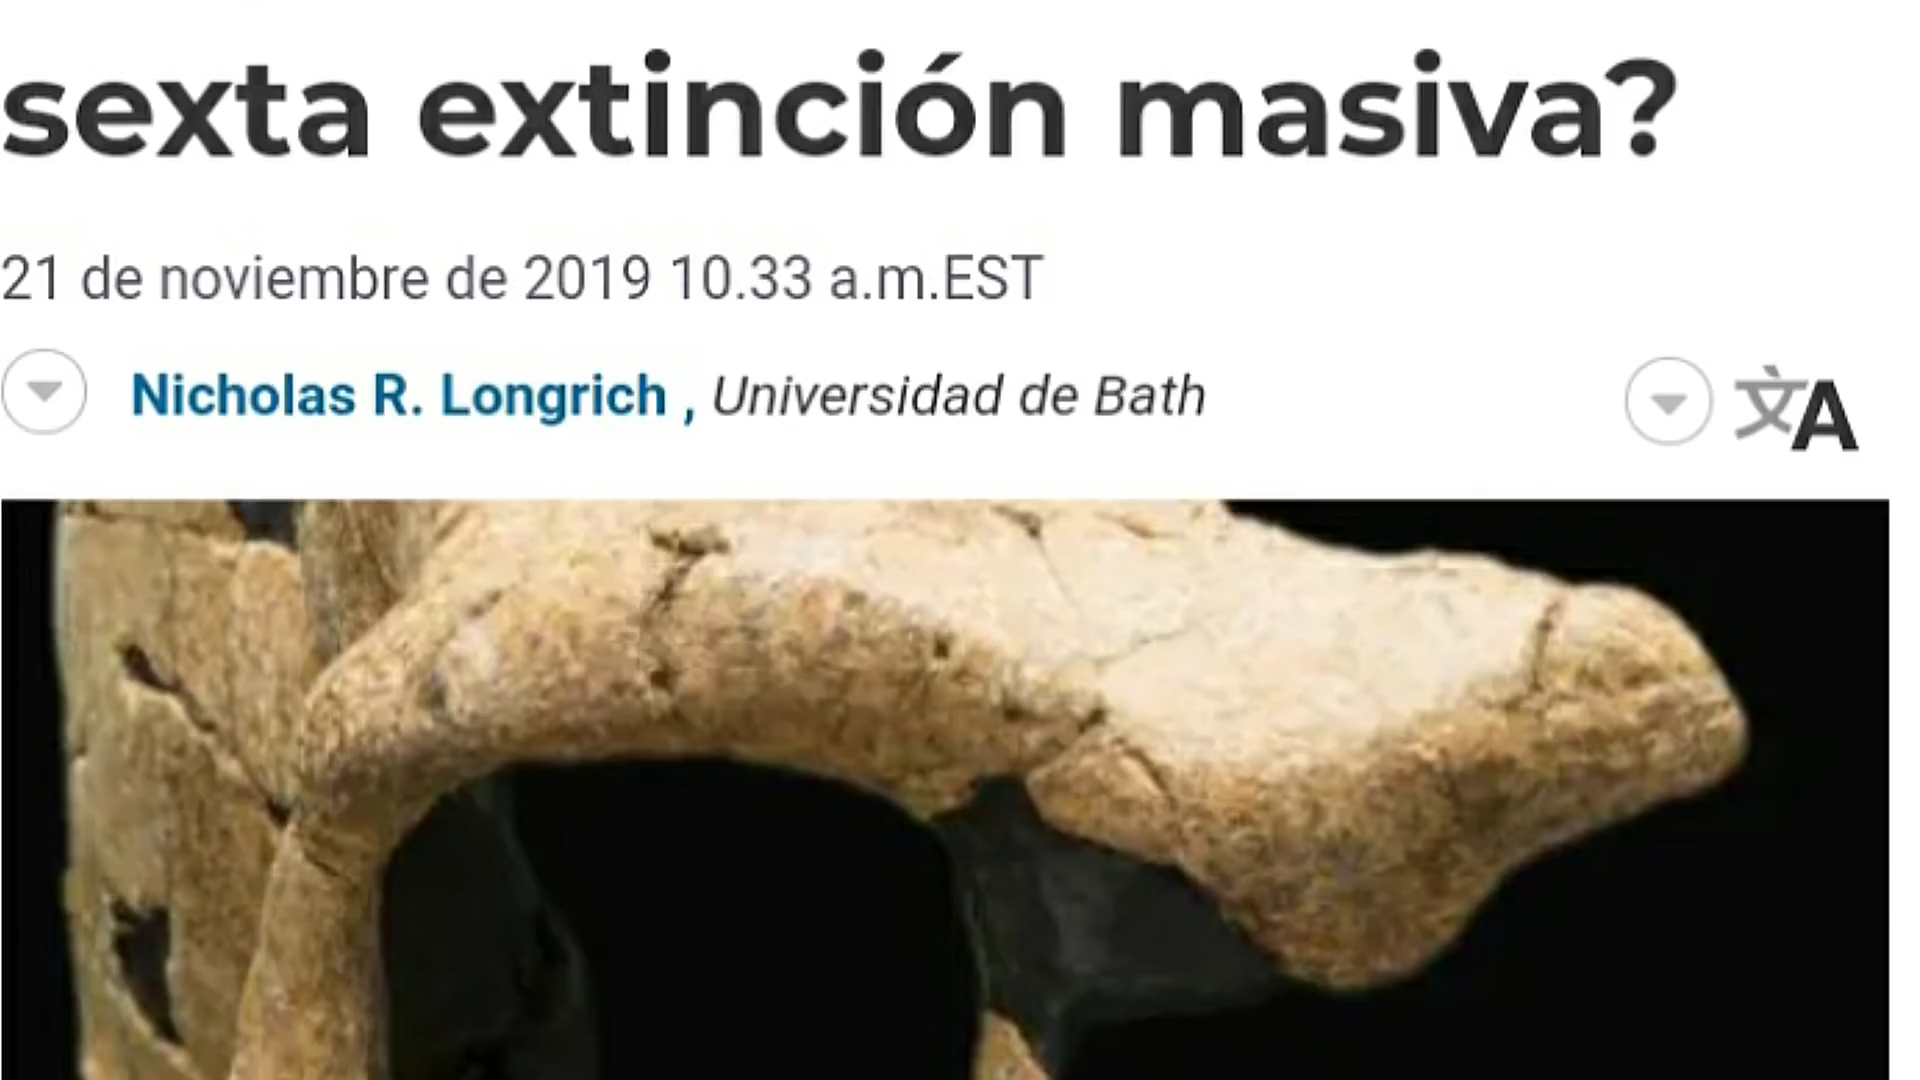 sexta extinción masiva?
21 de noviembre de 2019 10.33 a.m.EST
Nicholas R. Longrich , Universidad de Bath
文A